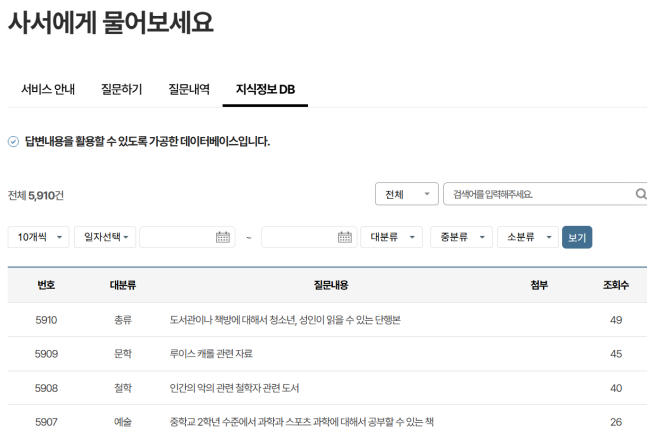 사서에게 물어보세요
서비스 안내 질문하기 질문내역 지식정보 DB
답변내용을 활용할 수 있도록 가공한 데이터베이스입니다.
전체 5,910건 전체 검색어를 입력해주세요.
10개씩 일자선택 ~ 대분류 중분류 소분류 보기
번호 대분류 질문내용 첨부 조회수
5910 총류 도서관이나 책방에 대해서 청소년, 성인이 읽을 수 있는 단행본 49
5909 문학 루이스 캐롤 관련 자료 45
5908 철학 인간의 악의 관련 철학자 관련 도서 40
5907 예술 중학교 2학년 수준에서 과학과 스포츠 과학에 대해서 공부할 수 있는 책 26